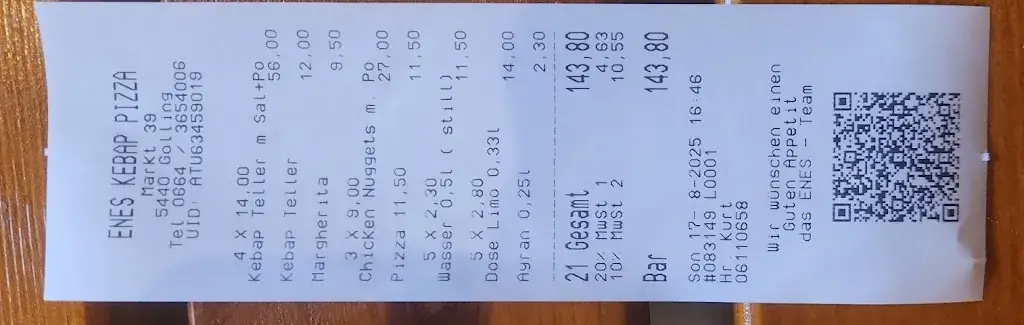 ENES KEBAP PIZZA
Markt 39
5440 Golling
Tel 0664 / 3654006
UID: ATU63459019
4 X 14,00
Kebap Teller m Sal+Po 56,00
Kebap Teller 12,00
Margherita 9,50
3 X 9,00
Chicken Nuggets m. Po 27,00
Pizza 11,50 11,50
5 X 2,30
Wasser 0,5l ( still) 11,50
5 X 2,80
Dose Limo 0,33l 14,00
Ayran 0,25l 2,30
21 Gesamt 143,80
20% Mwst 1 4,63
10% Mwst 2 10,55
Bar 143,80
Son 17- 8-2025 16:46
#083149 L0001
Hr Kurt
06110658
Wir wünschen einen
Guten Appetit
das ENES - Team